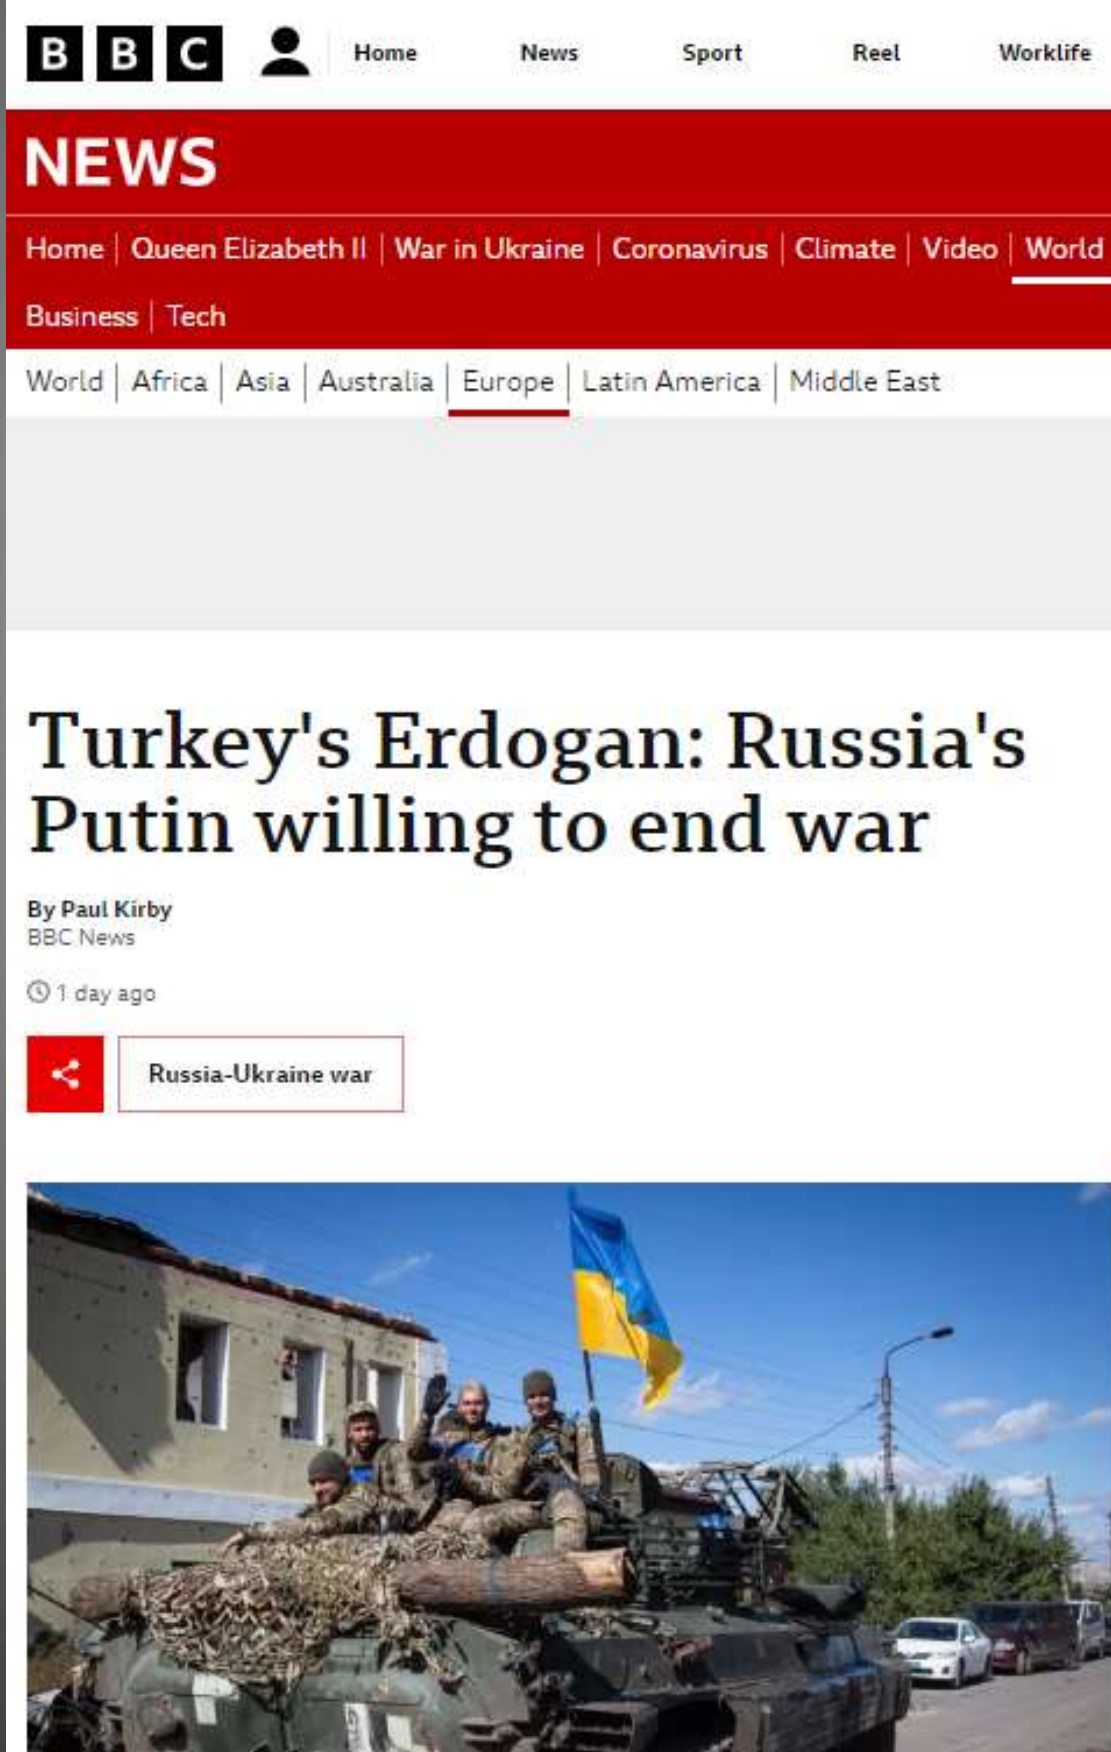 BBC Home News Sport Reel Worklife
NEWS
Home Queen Elizabeth II War in Ukraine Coronavirus Climate Video World
Business Tech
World Africa Asia Australia Europe Latin America Middle East
Turkey's Erdogan: Russia's
Putin willing to end war
By Paul Kirby
BBC News
1 day ago
Russia-Ukraine war